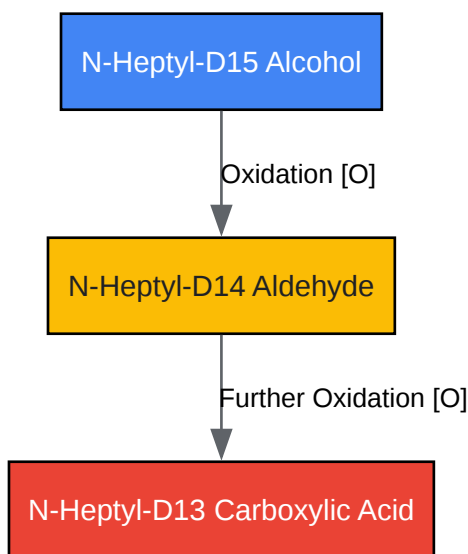 N-Heptyl-D15 Alcohol
Oxidation [O]
N-Heptyl-D14 Aldehyde
Further Oxidation [O]
N-Heptyl-D13 Carboxylic Acid